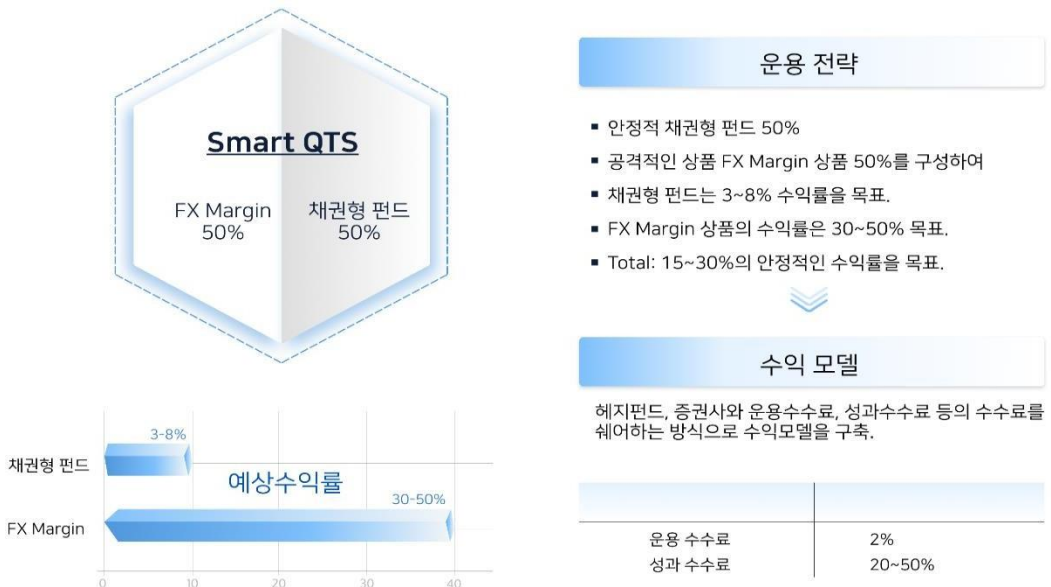 Smart QTS
FX Margin
50%
채권형 펀드
50%
3-8%
채권형 펀드
예상수익률
30-50%
FX Margin
0 10 20 30 40
운용 전략
▪ 안정적 채권형 펀드 50%
▪ 공격적인 상품 FX Margin 상품 50%를 구성하여
▪ 채권형 펀드는 3~8% 수익률을 목표.
▪ FX Margin 상품의 수익률은 30~50% 목표.
▪ Total: 15~30%의 안정적인 수익률을 목표.
수익 모델
헤지펀드, 증권사와 운용수수료, 성과수수료 등의 수수료를
쉐어하는 방식으로 수익모델을 구축.
운용 수수료 2%
성과 수수료 20~50%